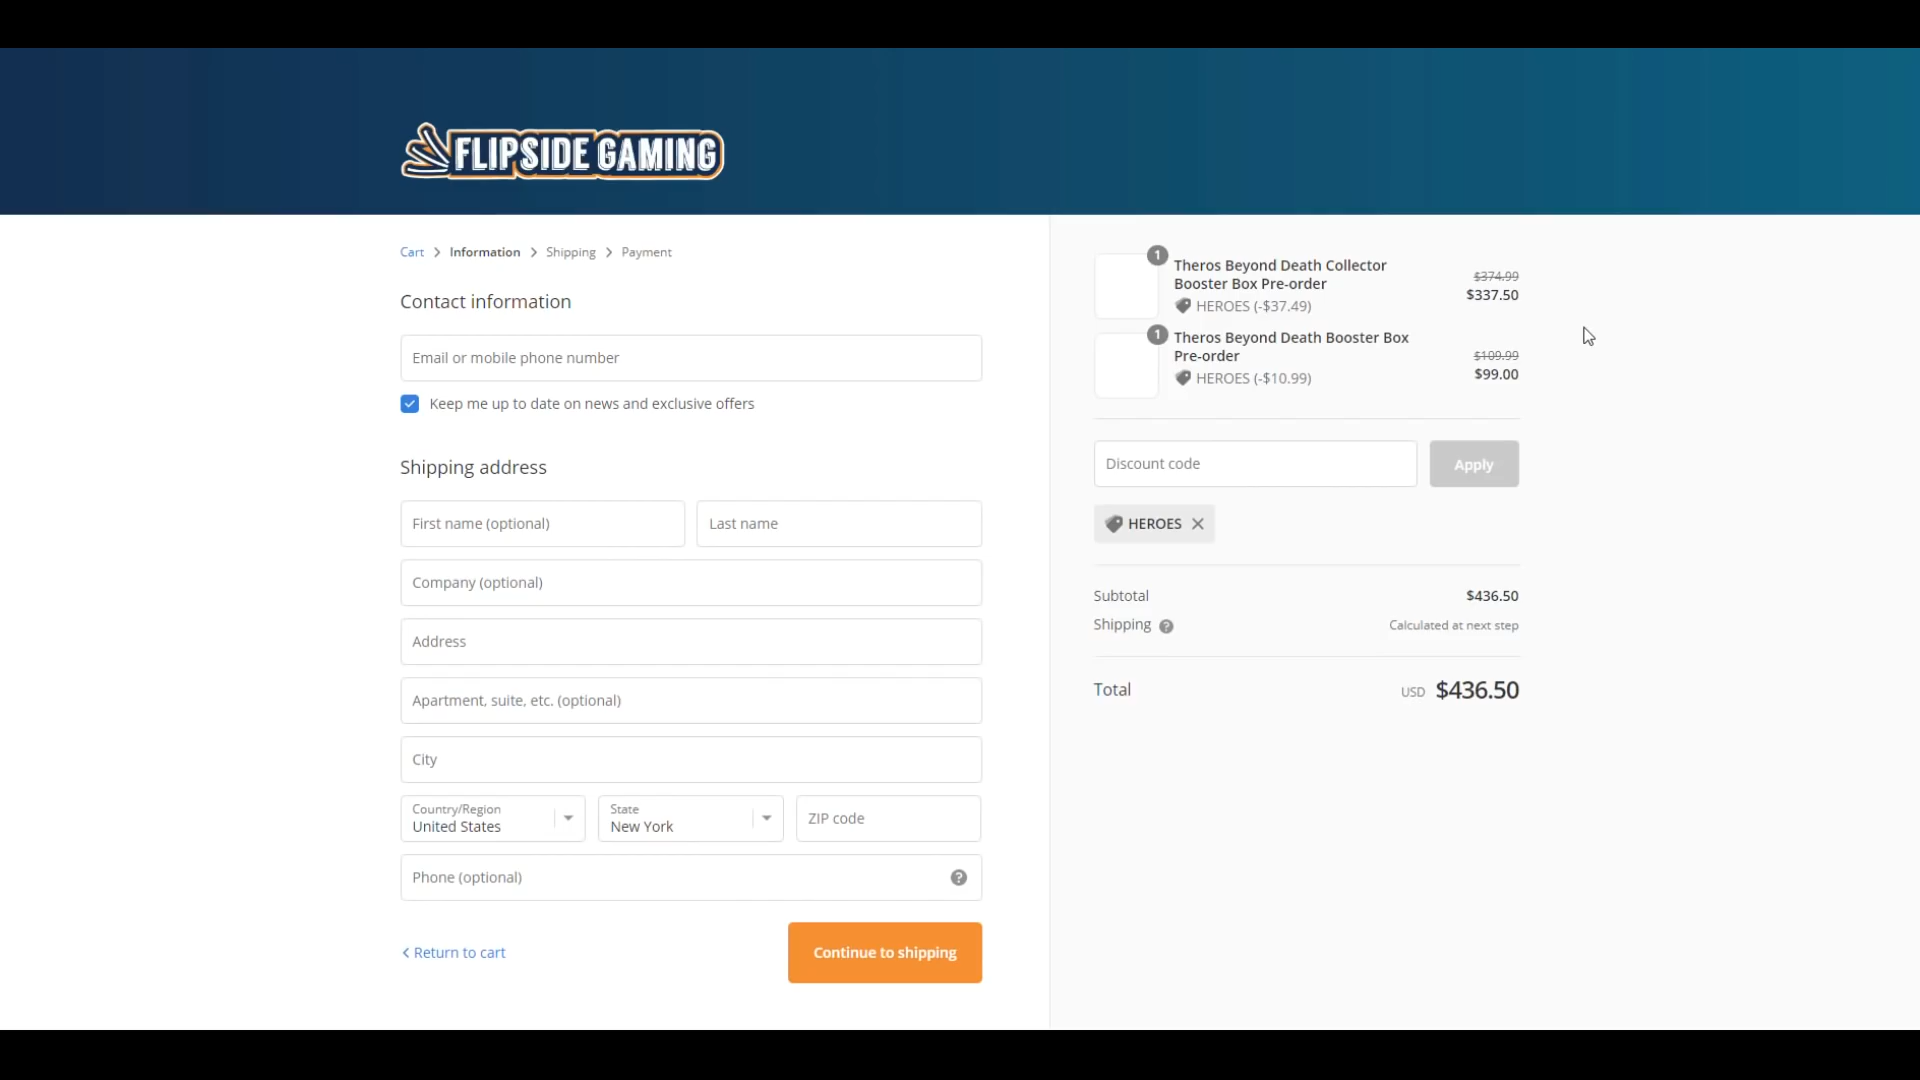 FLIPSIDE GAMING
Cart > Information > Shipping > Payment
Contact information
Email or mobile phone number
Keep me up to date on news and exclusive offers
Shipping address
First name (optional)
Last name
Company (optional)
Address
Apartment, suite, etc. (optional)
City
Country/Region
United States
State
New York
ZIP code
Phone (optional)
?
< Return to cart
Continue to shipping
1
Theros Beyond Death Collector
Booster Box Pre-order
HEROES (-$37.49)
$374.99
$337.50
1
Theros Beyond Death Booster Box
Pre-order
HEROES (-$10.99)
$109.99
$99.00
Discount code
Apply
HEROES
Subtotal
$436.50
Shipping ?
Calculated at next step
Total
USD $436.50